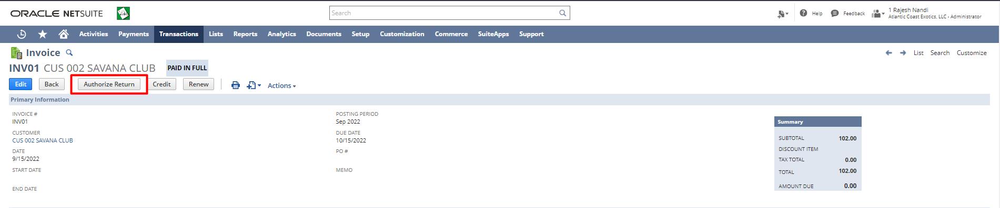 ORACLE NETSUITE
Search
Help
Feedback
1 Rajesh Nandi
Atlantic Coast Exotics, LLC - Administrator
Activities Payments Transactions Lists Reports Analytics Documents Setup Customization Commerce SuiteApps Support
Invoice
List Search Customize
INV01 CUS 002 SAVANA CLUB PAID IN FULL
Edit Back Authorize Return Credit Renew Actions
Primary Information
INVOICE #
INV01
CUSTOMER
CUS 002 SAVANA CLUB
DATE
9/15/2022
START DATE
END DATE
POSTING PERIOD
Sep 2022
DUE DATE
10/15/2022
PO #
MEMO
Summary
SUBTOTAL 102.00
DISCOUNT ITEM
TAX TOTAL 0.00
TOTAL 102.00
AMOUNT DUE 0.00